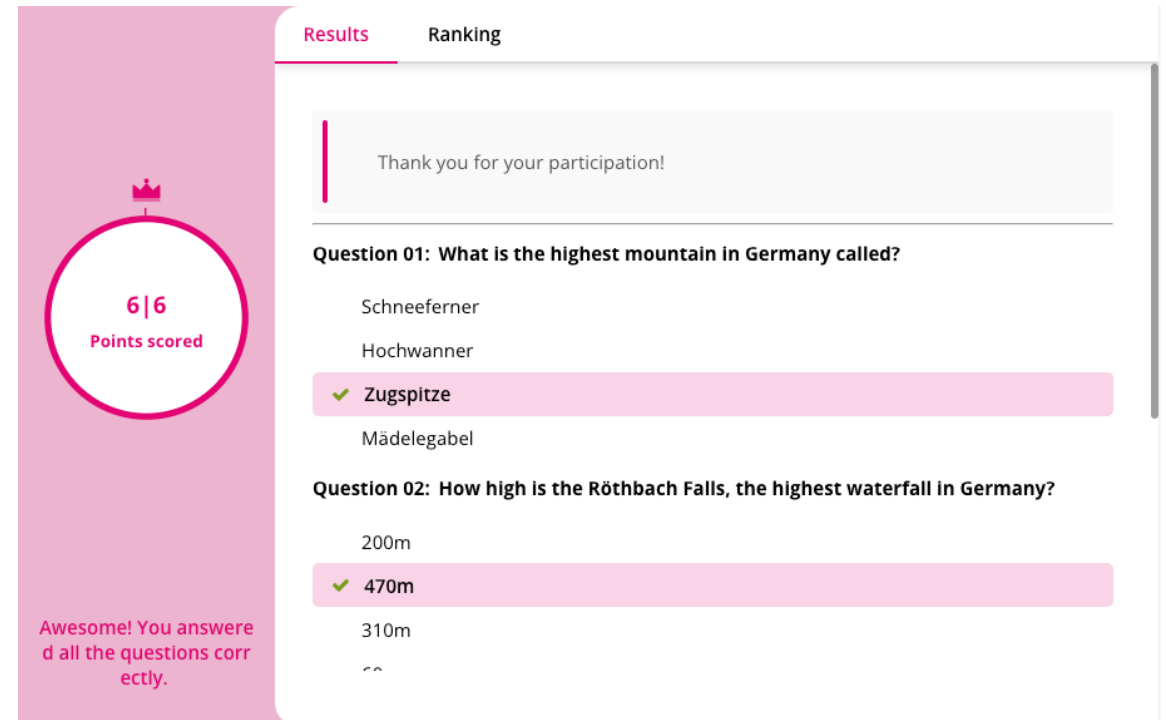 Results Ranking
Thank you for your participation!
Question 01: What is the highest mountain in Germany called?
Schneeferner
Hochwanner
Zugspitze
Mädelegabel
Question 02: How high is the Röthbach Falls, the highest waterfall in Germany?
200m
470m
310m
6|6
Points scored
Awesome! You answere
d all the questions corr
ectly.